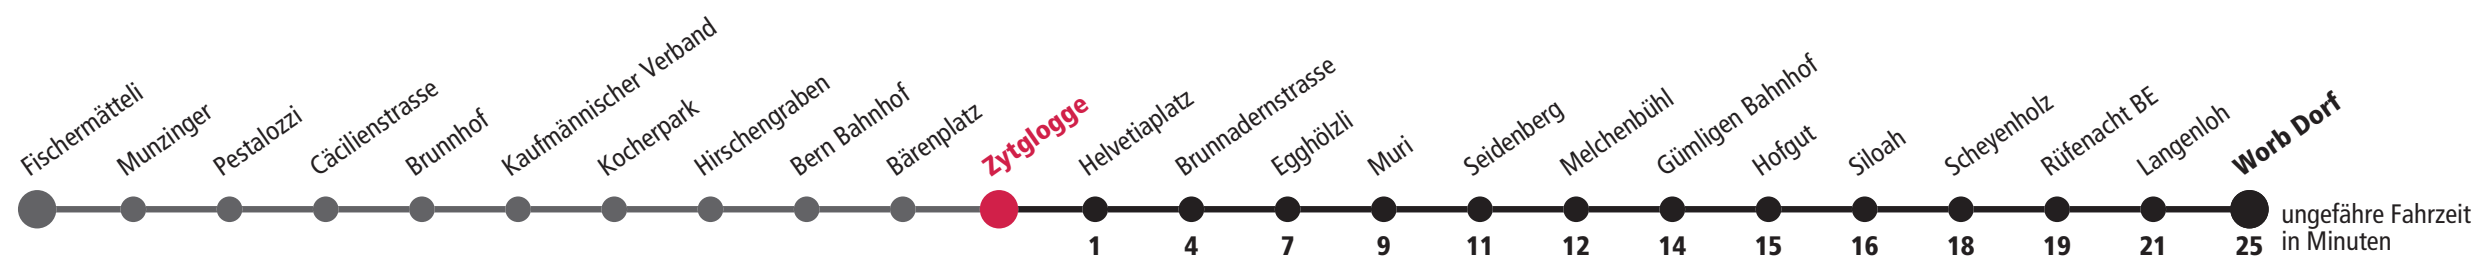 Fischermätteli
Munzinger
Pestalozzi
Cäcilienstrasse
Brunnhof
Kaufmännischer Verband
Kocherpark
Hirschengraben
Bern Bahnhof
Bärenplatz
Zytglogge
Helvetiaplatz
Brunnadernstrasse
Egghölzli
Muri
Seidenberg
Melchenbühl
Gümligen Bahnhof
Hofgut
Siloah
Scheyenholz
Rüfenacht BE
Langenloh
Worb Dorf
1 4 7 9 11 12 14 15 16 18 19 21 25
ungefähre Fahrzeit
in Minuten